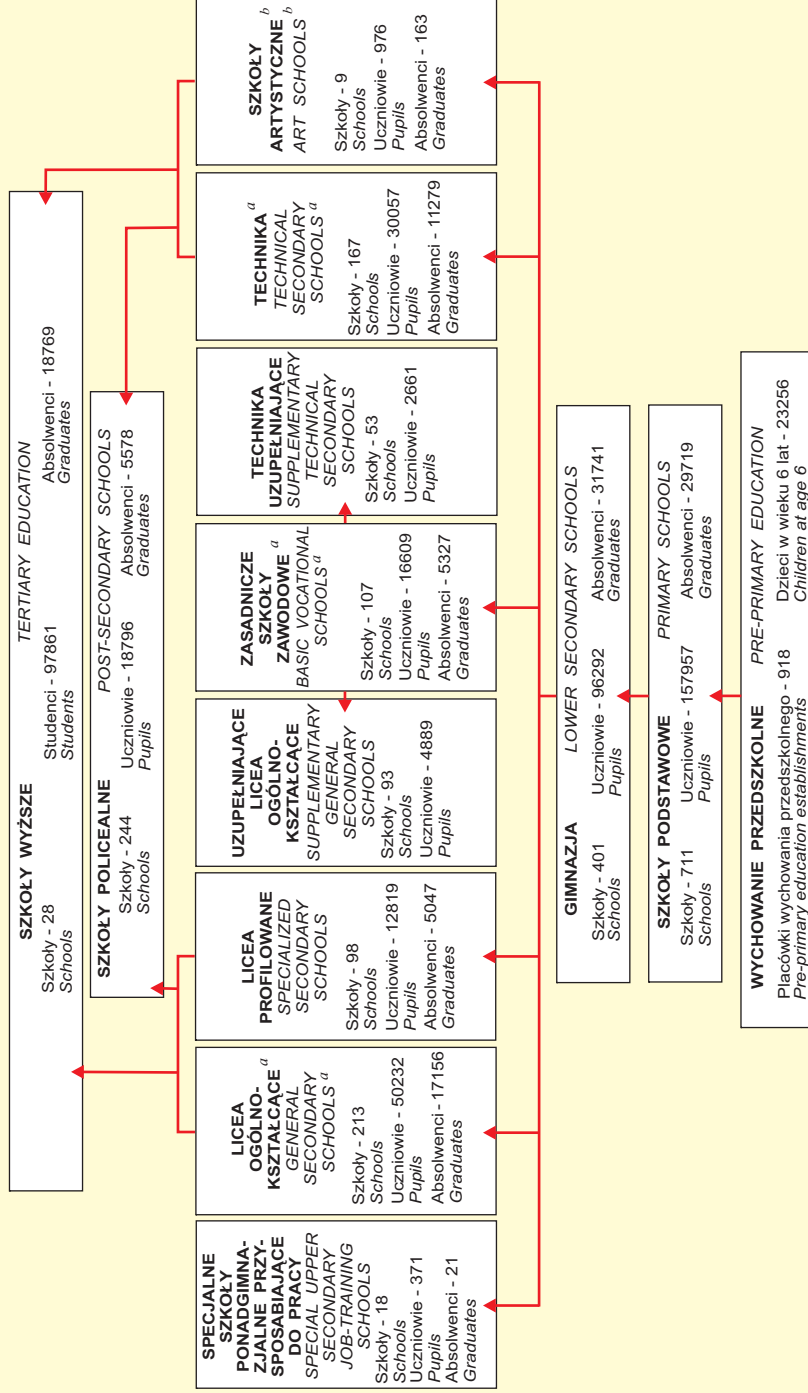 SZKOŁY WYŻSZE TERTIARY EDUCATION
Szkoły - 28 Studenci - 97861 Absolwenci - 18769
Schools Students Graduates
SZKOŁY POLICEALNE POST-SECONDARY SCHOOLS
Szkoły - 244 Uczniowie - 18796 Absolwenci - 5578
Schools Pupils Graduates
SPECJALNE
SZKOŁY
PONADGIMNA-
ZJALNE PRZY-
SPOSABIAJĄCE
DO PRACY
SPECIAL UPPER
SECONDARY
JOB-TRAINING
SCHOOLS
Szkoły - 18
Schools
Uczniowie - 371
Pupils
Absolwenci - 21
Graduates
LICEA
OGÓLNO-
KSZTAŁCĄCE a
GENERAL
SECONDARY
SCHOOLS a
Szkoły - 213
Schools
Uczniowie - 50232
Pupils
Absolwenci - 17156
Graduates
LICEA
PROFILOWANE
SPECIALIZED
SECONDARY
SCHOOLS
Szkoły - 98
Schools
Uczniowie - 12819
Pupils
Absolwenci - 5047
Graduates
UZUPEŁNIAJĄCE
LICEA
OGÓLNO-
KSZTAŁCĄCE
SUPPLEMENTARY
GENERAL
SECONDARY
SCHOOLS
Szkoły - 93
Schools
Uczniowie - 4889
Pupils
ZASADNICZE
SZKOŁY
ZAWODOWE a
BASIC VOCATIONAL
SCHOOLS a
Szkoły - 107
Schools
Uczniowie - 16609
Pupils
Absolwenci - 5327
Graduates
TECHNIKA
UZUPEŁNIAJĄCE
SUPPLEMENTARY
TECHNICAL
SECONDARY
SCHOOLS
Szkoły - 53
Schools
Uczniowie - 2661
Pupils
TECHNIKA a
TECHNICAL
SECONDARY
SCHOOLS a
Szkoły - 167
Schools
Uczniowie - 30057
Pupils
Absolwenci - 11279
Graduates
SZKOŁY
ARTYSTYCZNE b
ART SCHOOLS b
Szkoły - 9
Schools
Uczniowie - 976
Pupils
Absolwenci - 163
Graduates
GIMNAZJA LOWER SECONDARY SCHOOLS
Szkoły - 401 Uczniowie - 96292 Absolwenci - 31741
Schools Pupils Graduates
SZKOŁY PODSTAWOWE PRIMARY SCHOOLS
Szkoły - 711 Uczniowie - 157957 Absolwenci - 29719
Schools Pupils Graduates
WYCHOWANIE PRZEDSZKOLNE PRE-PRIMARY EDUCATION
Placówki wychowania przedszkolnego - 918 Dzieci w wieku 6 lat - 23256
Pre-primary education establishments Children at age 6